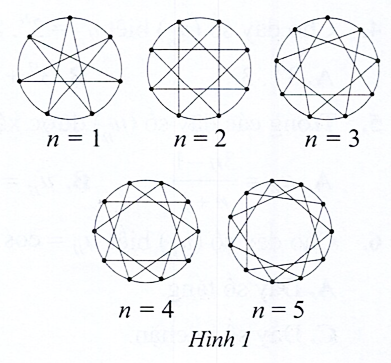 n = 1
n = 2
n = 3
n = 4
n = 5
Hình 1